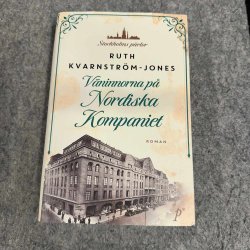 Stockholms pärlor
RUTH
KVARNSTRÖM-JONES
Väninnorna på
Nordiska
Kompaniet
ROMAN